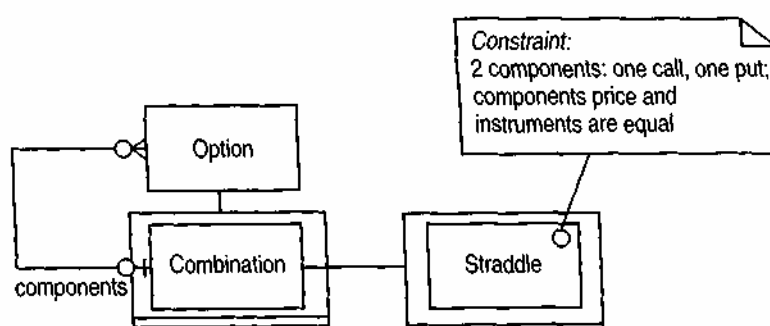 Constraint:
2 components: one call, one put;
components price and
instruments are equal
Option
Combination
Straddle
components